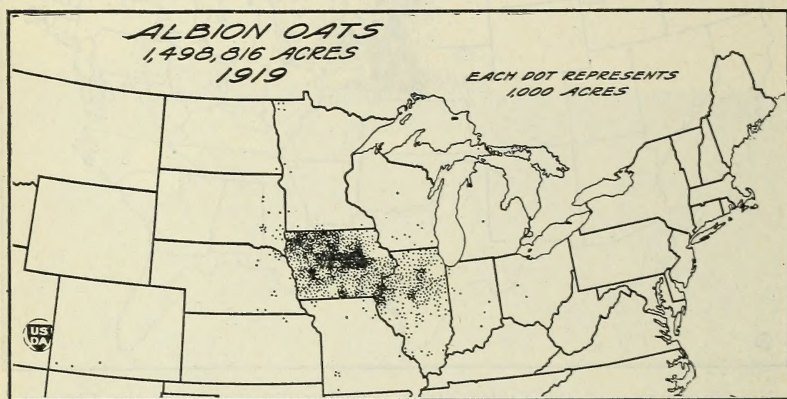 ALBION OATS
1,498,816 ACRES
1919
EACH DOT REPRESENTS
1,000 ACRES
US
DA